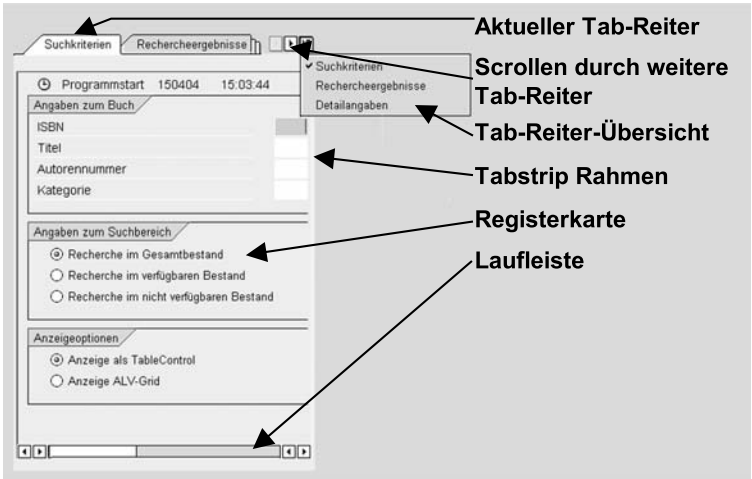 Suchkriterien Rechercheergebnisse
Programmstart 150404 15:03:44
Angaben zum Buch
ISBN
Titel
Autorennummer
Kategorie
Angaben zum Suchbereich
Recherche im Gesamtbestand
Recherche im verfügbaren Bestand
Recherche im nicht verfügbaren Bestand
Anzeigeoptionen
Anzeige als TableControl
Anzeige ALV-Grid
Suchkriterien
Rechercheergebnisse
Detailangaben
Aktueller Tab-Reiter
Scrollen durch weitere
Tab-Reiter
Tab-Reiter-Übersicht
Tabstrip Rahmen
Registerkarte
Laufleiste